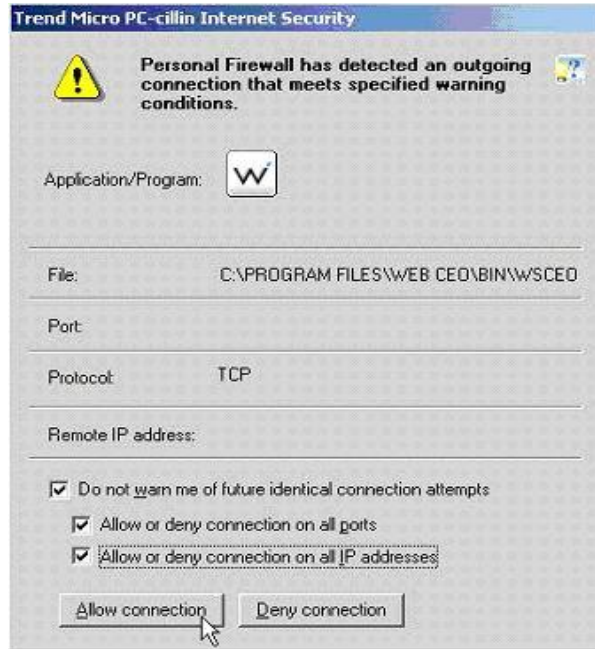 Trend Micro PC-cillin Internet Security
Personal Firewall has detected an outgoing
connection that meets specified warning
conditions.
Application/Program:
W
File: C:\PROGRAM FILES\WEB CEO\BIN\WSCEO
Port:
Protocol: TCP
Remote IP address:
Do not warn me of future identical connection attempts
Allow or deny connection on all ports
Allow or deny connection on all IP addresses
Allow connection Deny connection